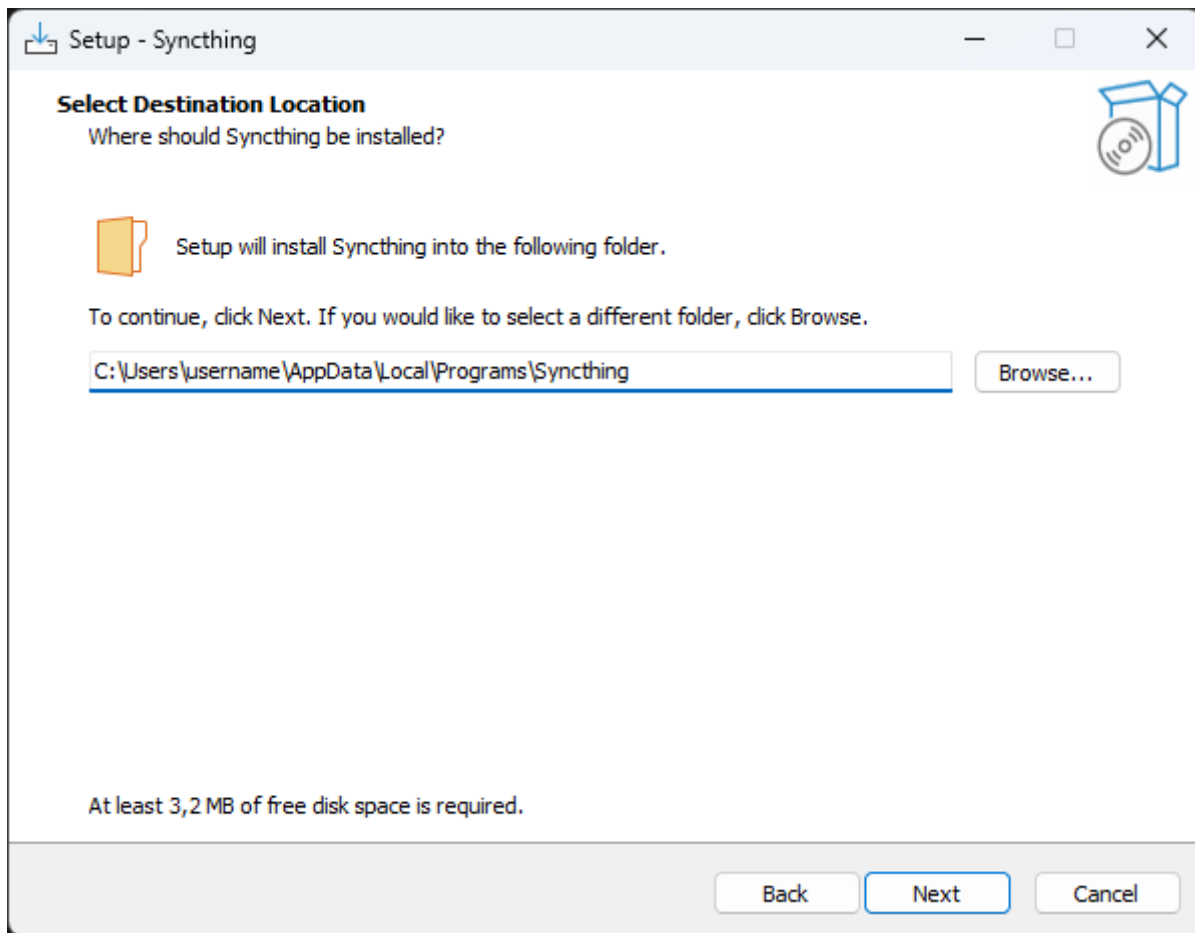 Setup - Syncthing
Select Destination Location
Where should Syncthing be installed?
Setup will install Syncthing into the following folder.
To continue, click Next. If you would like to select a different folder, click Browse.
C:\Users\username\AppData\Local\Programs\Syncthing
Browse...
At least 3,2 MB of free disk space is required.
Back
Next
Cancel